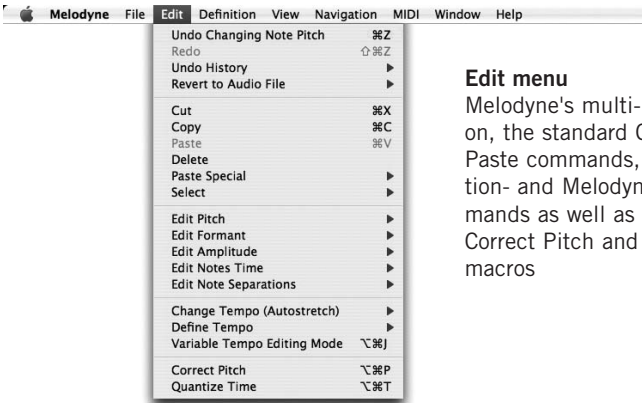 Melodyne File Edit Definition View Navigation MIDI Window Help
Undo Changing Note Pitch ⌘Z
Redo ⇧⌘Z
Undo History ▶
Revert to Audio File ▶
Cut ⌘X
Copy ⌘C
Paste ⌘V
Delete
Paste Special ▶
Select ▶
Edit Pitch ▶
Edit Formant ▶
Edit Amplitude ▶
Edit Notes Time ▶
Edit Note Separations ▶
Change Tempo (Autostretch) ▶
Define Tempo ▶
Variable Tempo Editing Mode ⌥⌘J
Correct Pitch ⌥⌘P
Quantize Time ⌥⌘T
Edit menu
Melodyne's multi-
on, the standard
Paste commands,
tion- and Melodyn
mands as well as
Correct Pitch and
macros